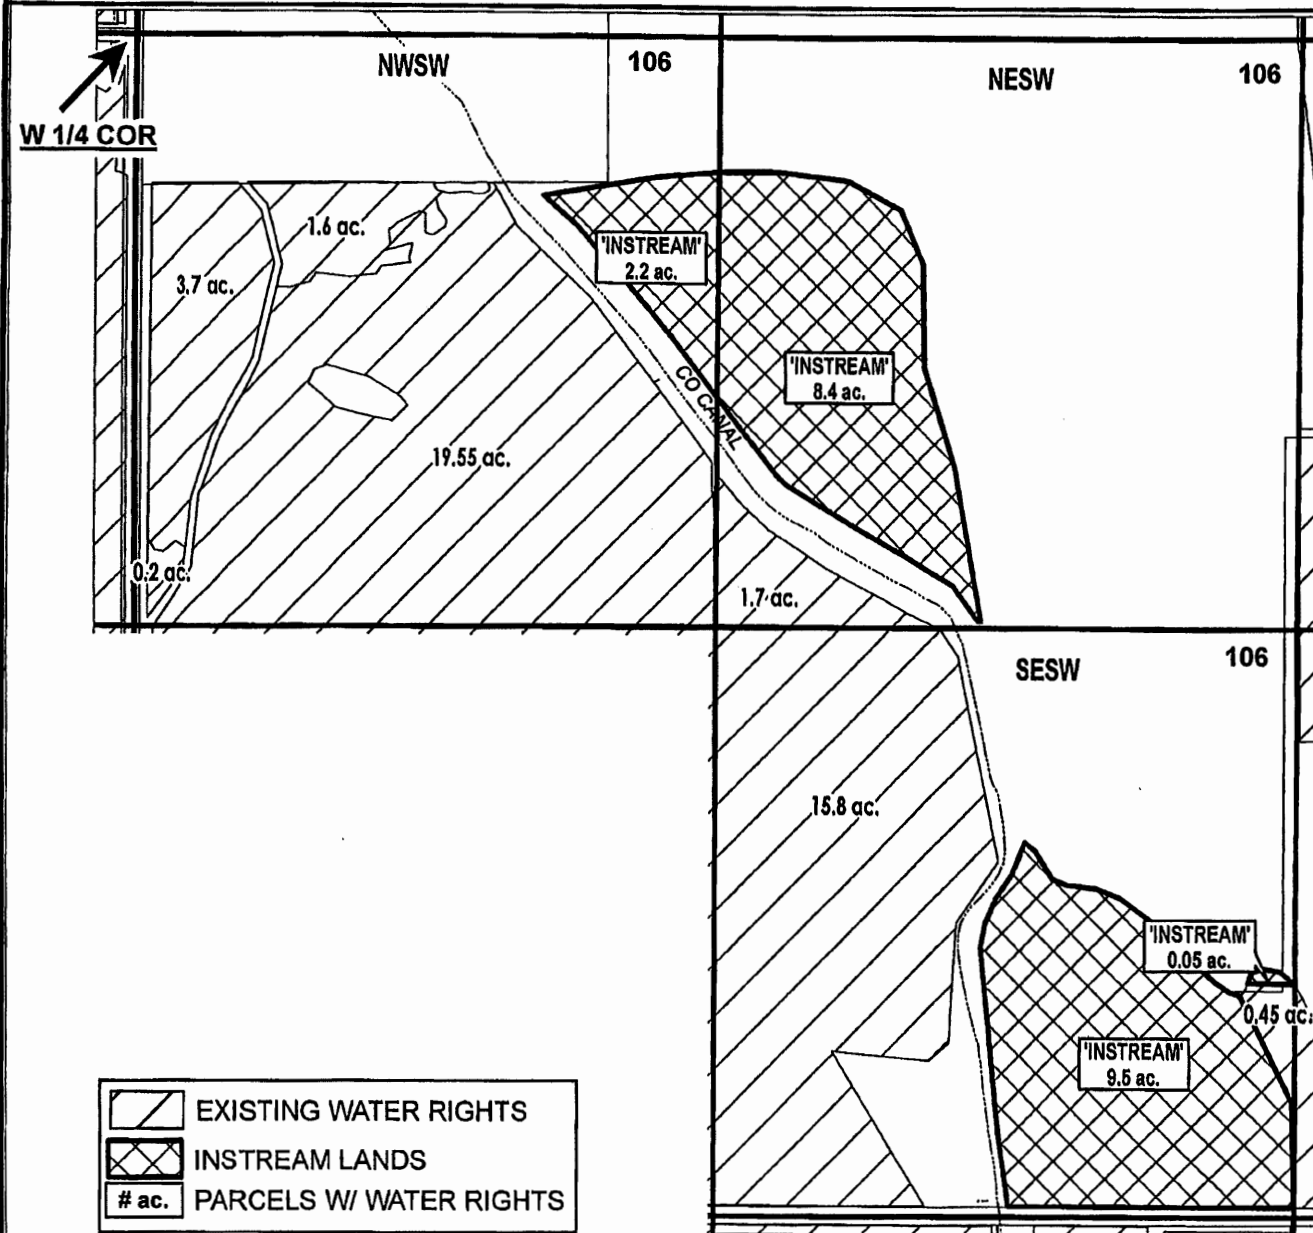 NWSW
106
NESW
106
W 1/4 COR
1.6 ac.
'INSTREAM'
2.2 ac.
3.7 ac.
'INSTREAM'
8.4 ac.
CO CANAL
19.55 ac.
0.2 ac.
1.7 ac.
SESW
106
15.8 ac.
'INSTREAM'
0.05 ac.
0.45 ac.
'INSTREAM'
9.5 ac.
EXISTING WATER RIGHTS
INSTREAM LANDS
# ac. PARCELS W/ WATER RIGHTS